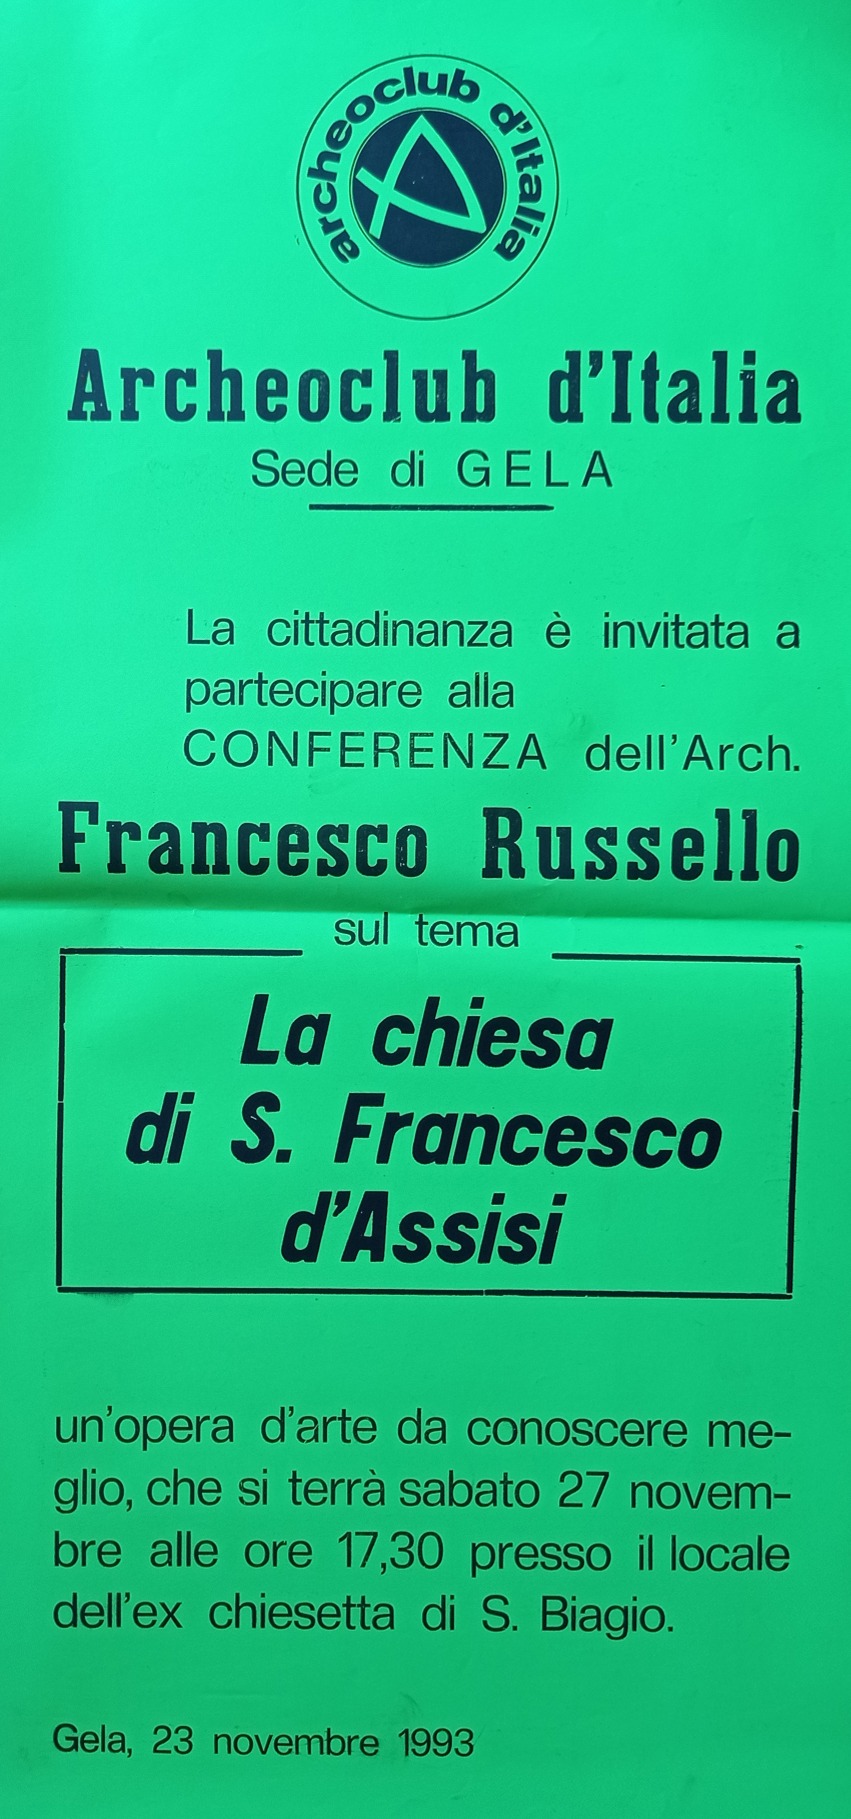 archeoclub d'Italia
Archeoclub d'Italia
Sede di GELA
La cittadinanza è invitata a
partecipare alla
CONFERENZA dell'Arch.
Francesco Russello
sul tema
La chiesa
di S. Francesco
d'Assisi
un'opera d'arte da conoscere me-
glio, che si terrà sabato 27 novem-
bre alle ore 17,30 presso il locale
dell'ex chiesetta di S. Biagio.
Gela, 23 novembre 1993